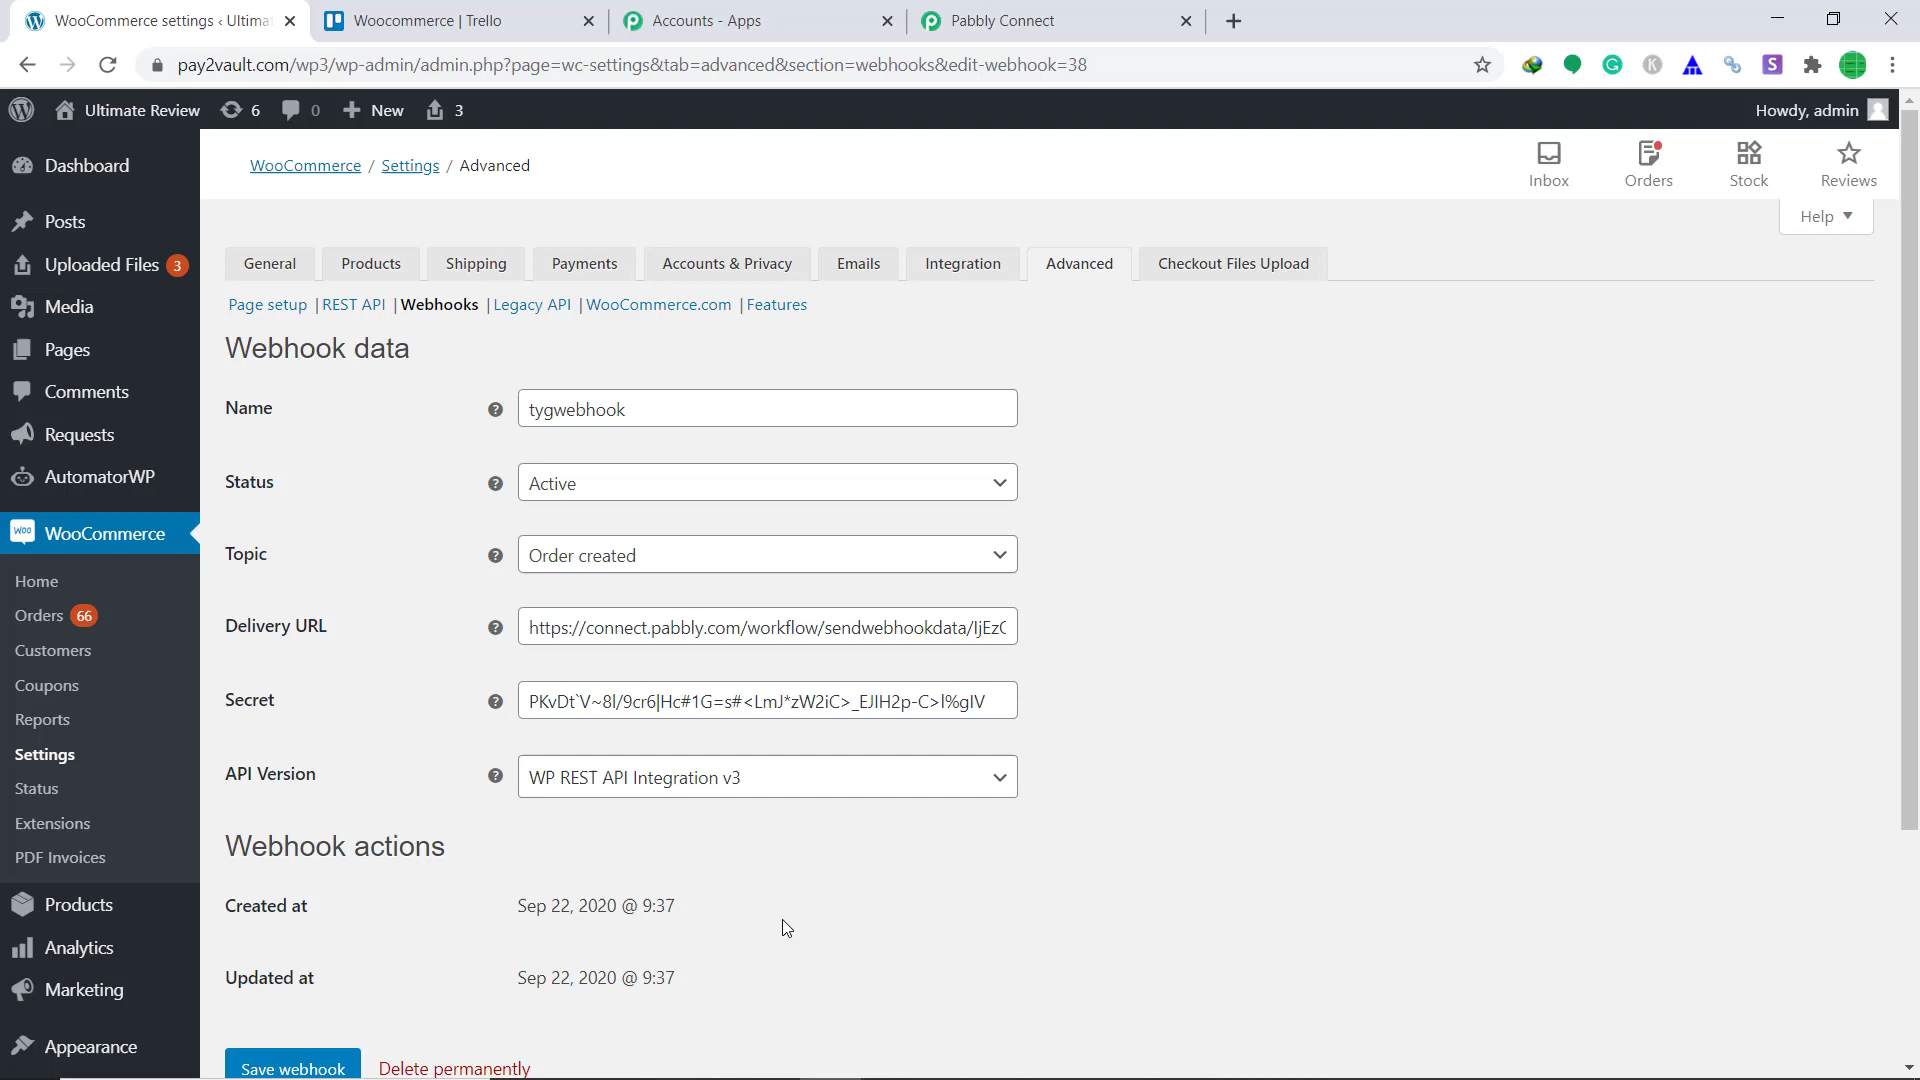 WooCommerce settings ‹ Ultima
Woocommerce | Trello
Accounts - Apps
Pabbly Connect
pay2vault.com/wp3/wp-admin/admin.php?page=wc-settings&tab=advanced&section=webhooks&edit-webhook=38
Ultimate Review 6 0 New 3
Howdy, admin
Dashboard
Posts
Uploaded Files 3
Media
Pages
Comments
Requests
AutomatorWP
WooCommerce
Home
Orders 66
Customers
Coupons
Reports
Settings
Status
Extensions
PDF Invoices
Products
Analytics
Marketing
Appearance
WooCommerce / Settings / Advanced
Inbox
Orders
Stock
Reviews
Help
General Products Shipping Payments Accounts & Privacy Emails Integration Advanced Checkout Files Upload
Page setup | REST API | Webhooks | Legacy API | WooCommerce.com | Features
Webhook data
Name tygwebhook
Status Active
Topic Order created
Delivery URL https://connect.pabbly.com/workflow/sendwebhookdata/IjEzC
Secret PKvDt`V~8l/9cr6|Hc#1G=s#<LmJ*zW2iC>_EJIH2p-C>l%gIV
API Version WP REST API Integration v3
Webhook actions
Created at Sep 22, 2020 @ 9:37
Updated at Sep 22, 2020 @ 9:37
Save webhook Delete permanently